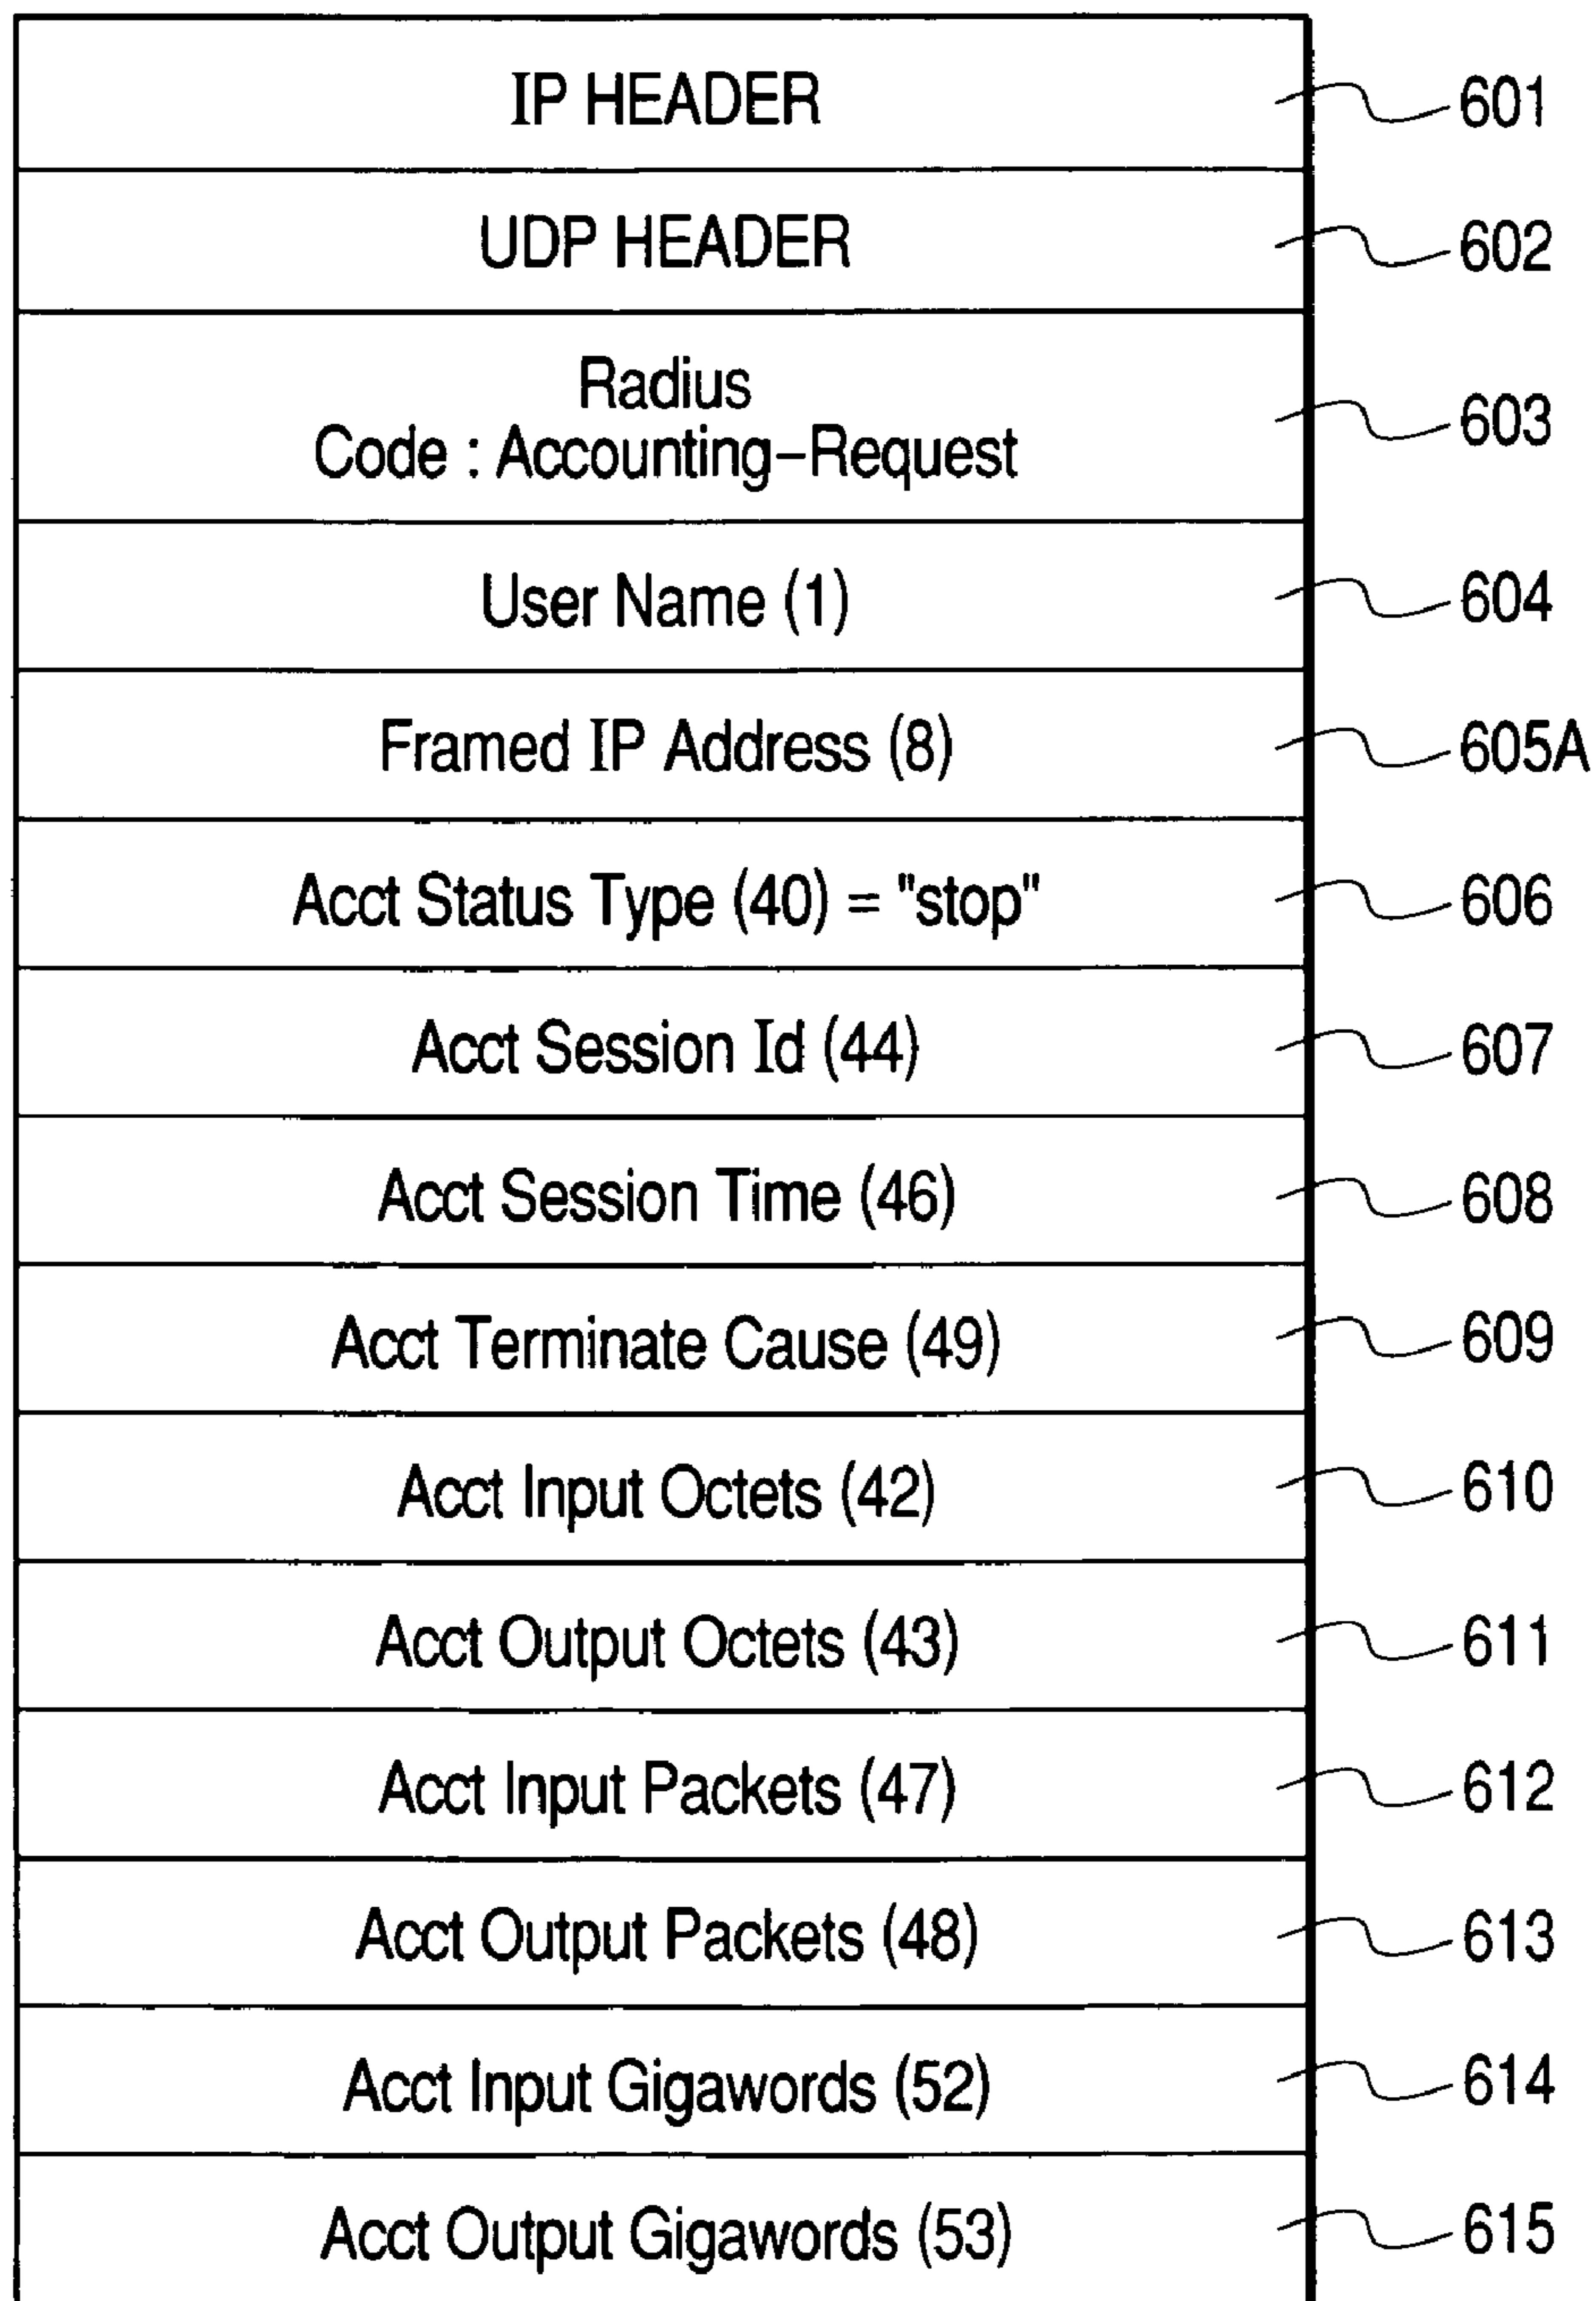 IP HEADER 601
UDP HEADER 602
Radius
Code : Accounting-Request 603
User Name (1) 604
Framed IP Address (8) 605A
Acct Status Type (40) = "stop" 606
Acct Session Id (44) 607
Acct Session Time (46) 608
Acct Terminate Cause (49) 609
Acct Input Octets (42) 610
Acct Output Octets (43) 611
Acct Input Packets (47) 612
Acct Output Packets (48) 613
Acct Input Gigawords (52) 614
Acct Output Gigawords (53) 615